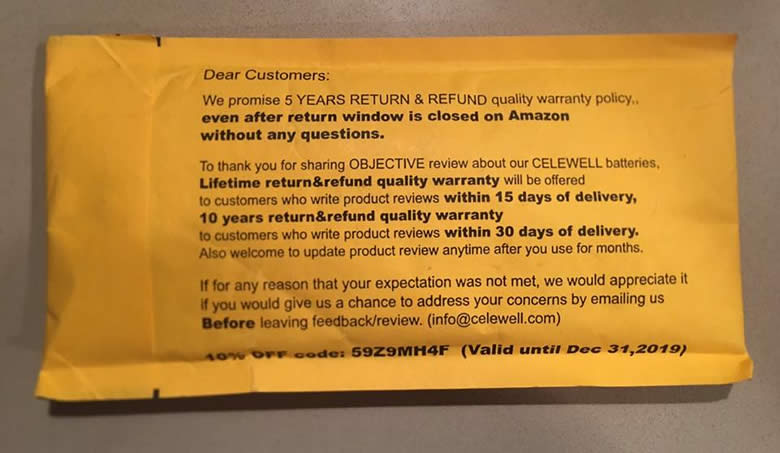 Dear Customers:
We promise 5 YEARS RETURN & REFUND quality warranty policy,,
even after return window is closed on Amazon
without any questions.
To thank you for sharing OBJECTIVE review about our CELEWELL batteries,
Lifetime return&refund quality warranty will be offered
to customers who write product reviews within 15 days of delivery,
10 years return&refund quality warranty
to customers who write product reviews within 30 days of delivery.
Also welcome to update product review anytime after you use for months.
If for any reason that your expectation was not met, we would appreciate it
if you would give us a chance to address your concerns by emailing us
Before leaving feedback/review. (info@celewell.com)
10% OFF code: 59Z9MH4F (Valid until Dec 31,2019)